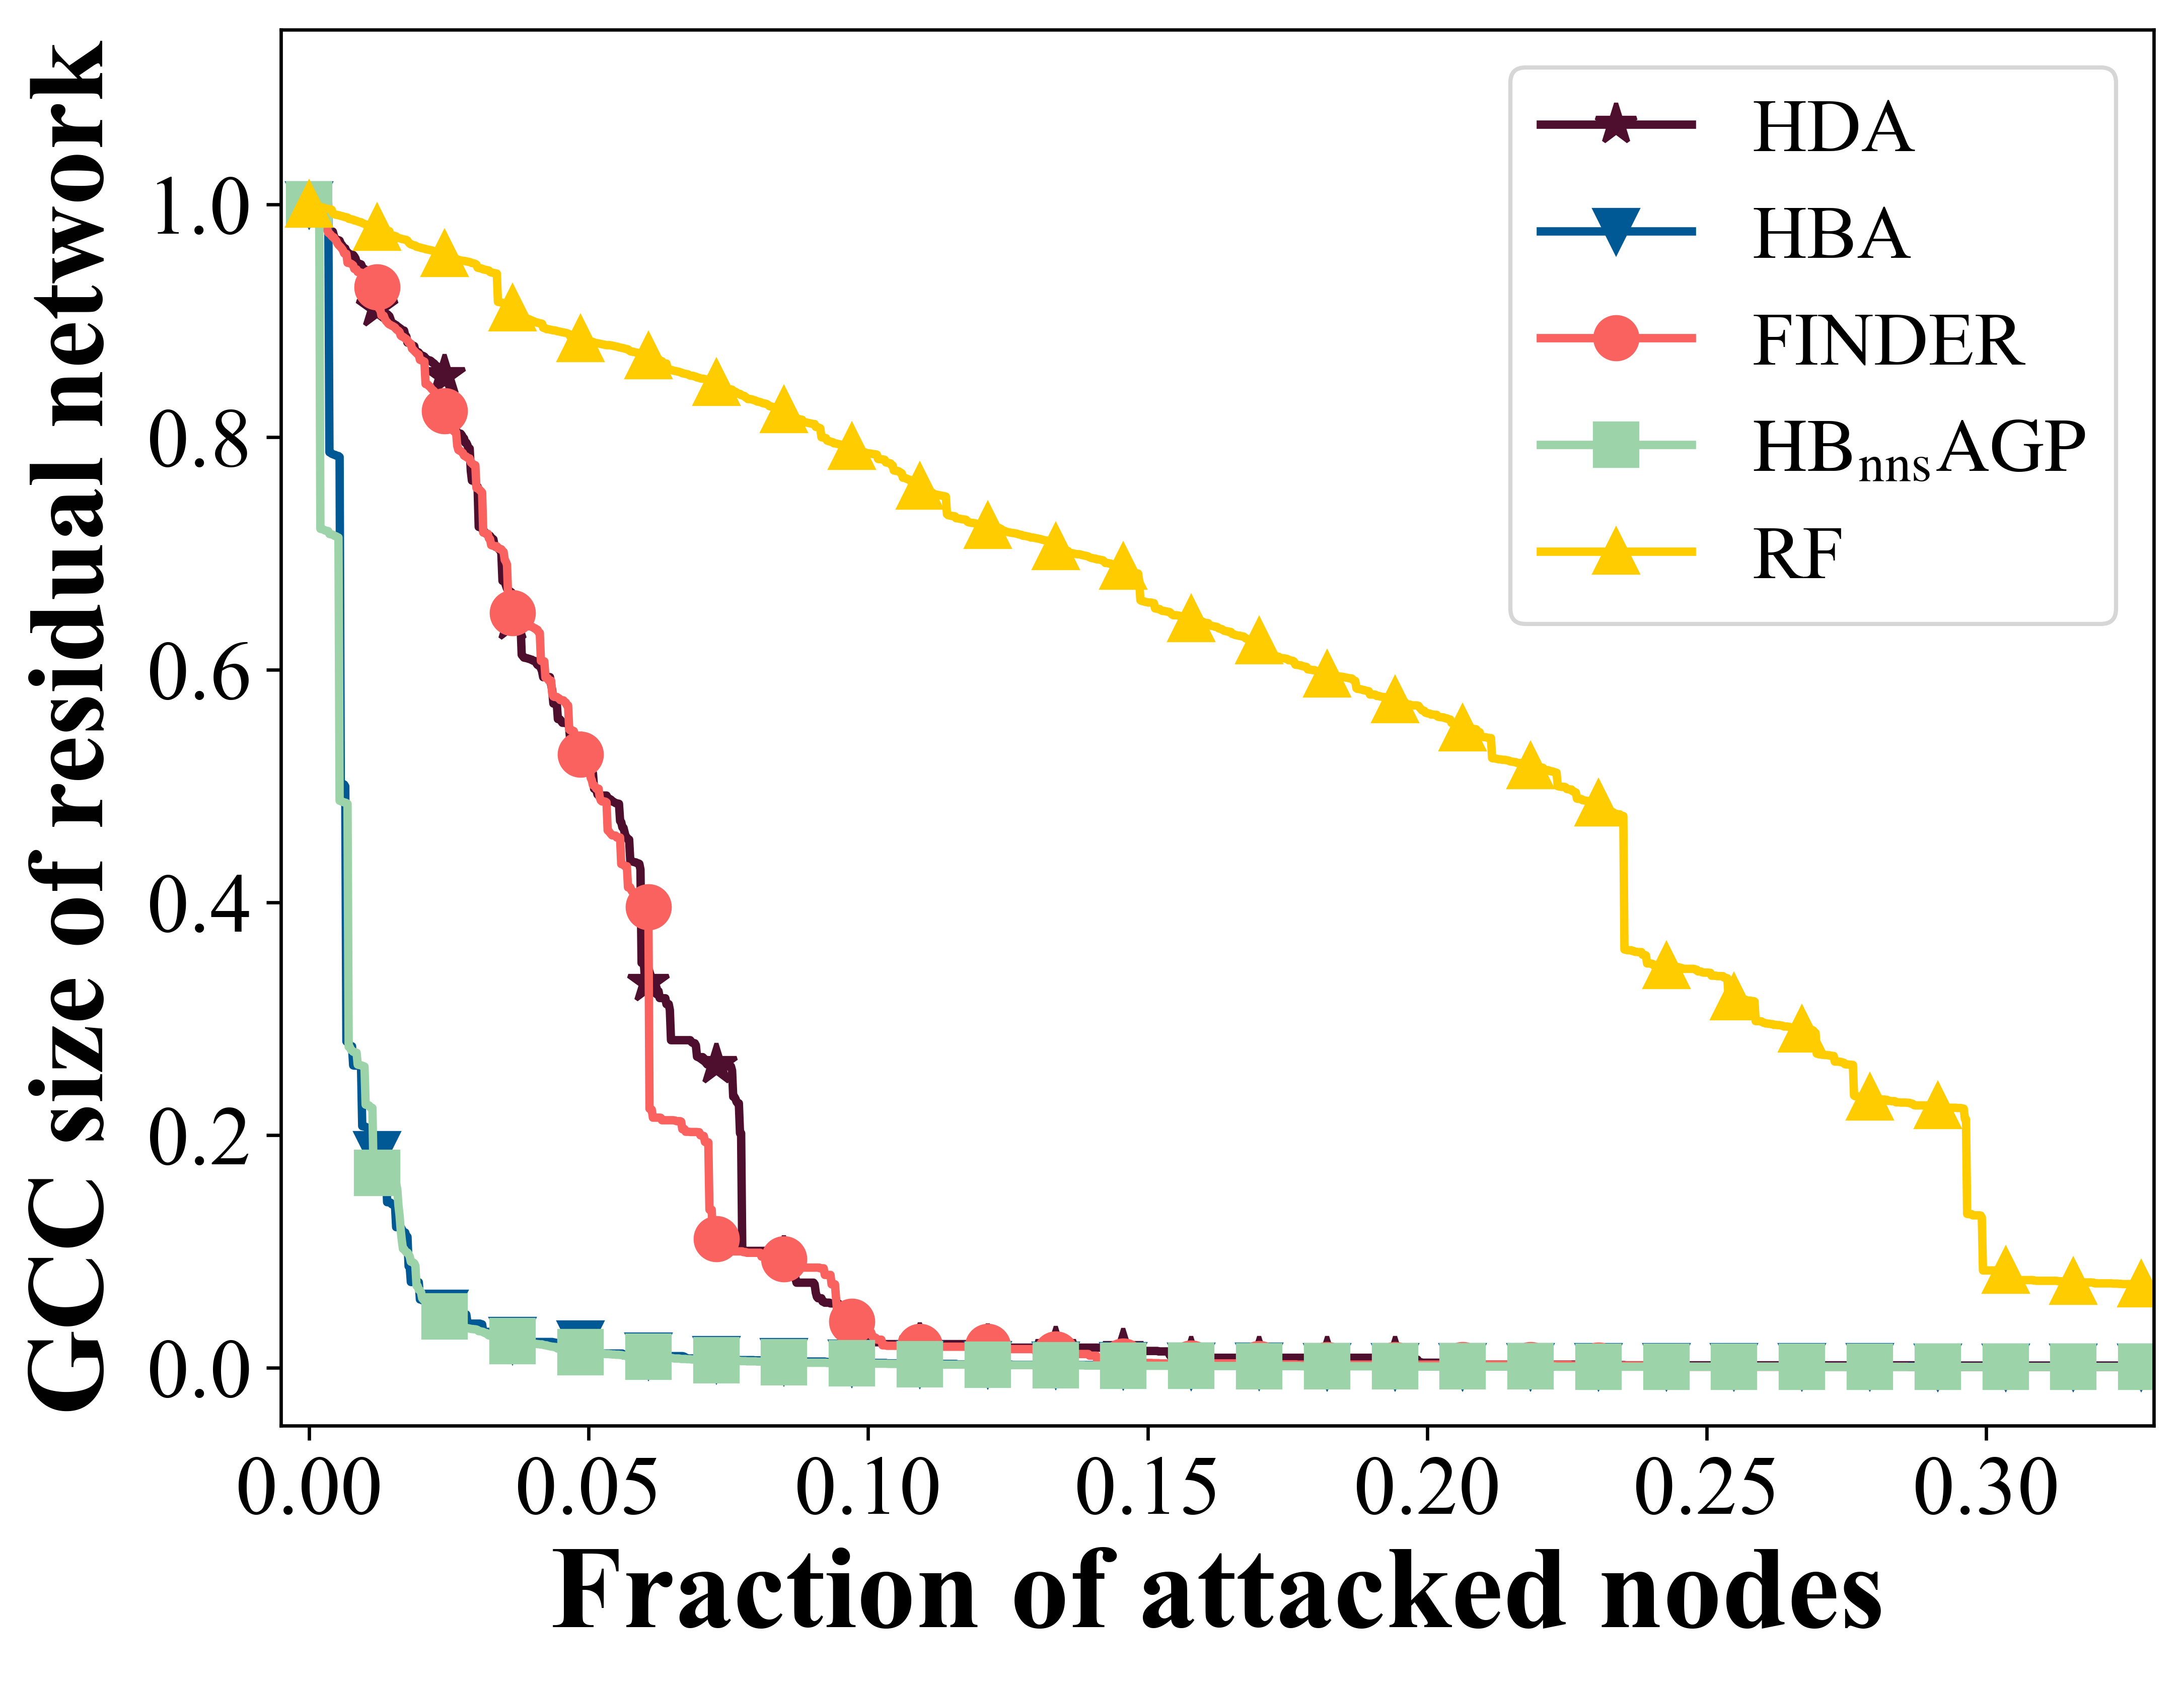 GCC size of residual network
1.0
0.8
0.6
0.4
0.2
0.0
HDA
HBA
FINDER
HBnnsAGP
RF
0.00 0.05 0.10 0.15 0.20 0.25 0.30
Fraction of attacked nodes